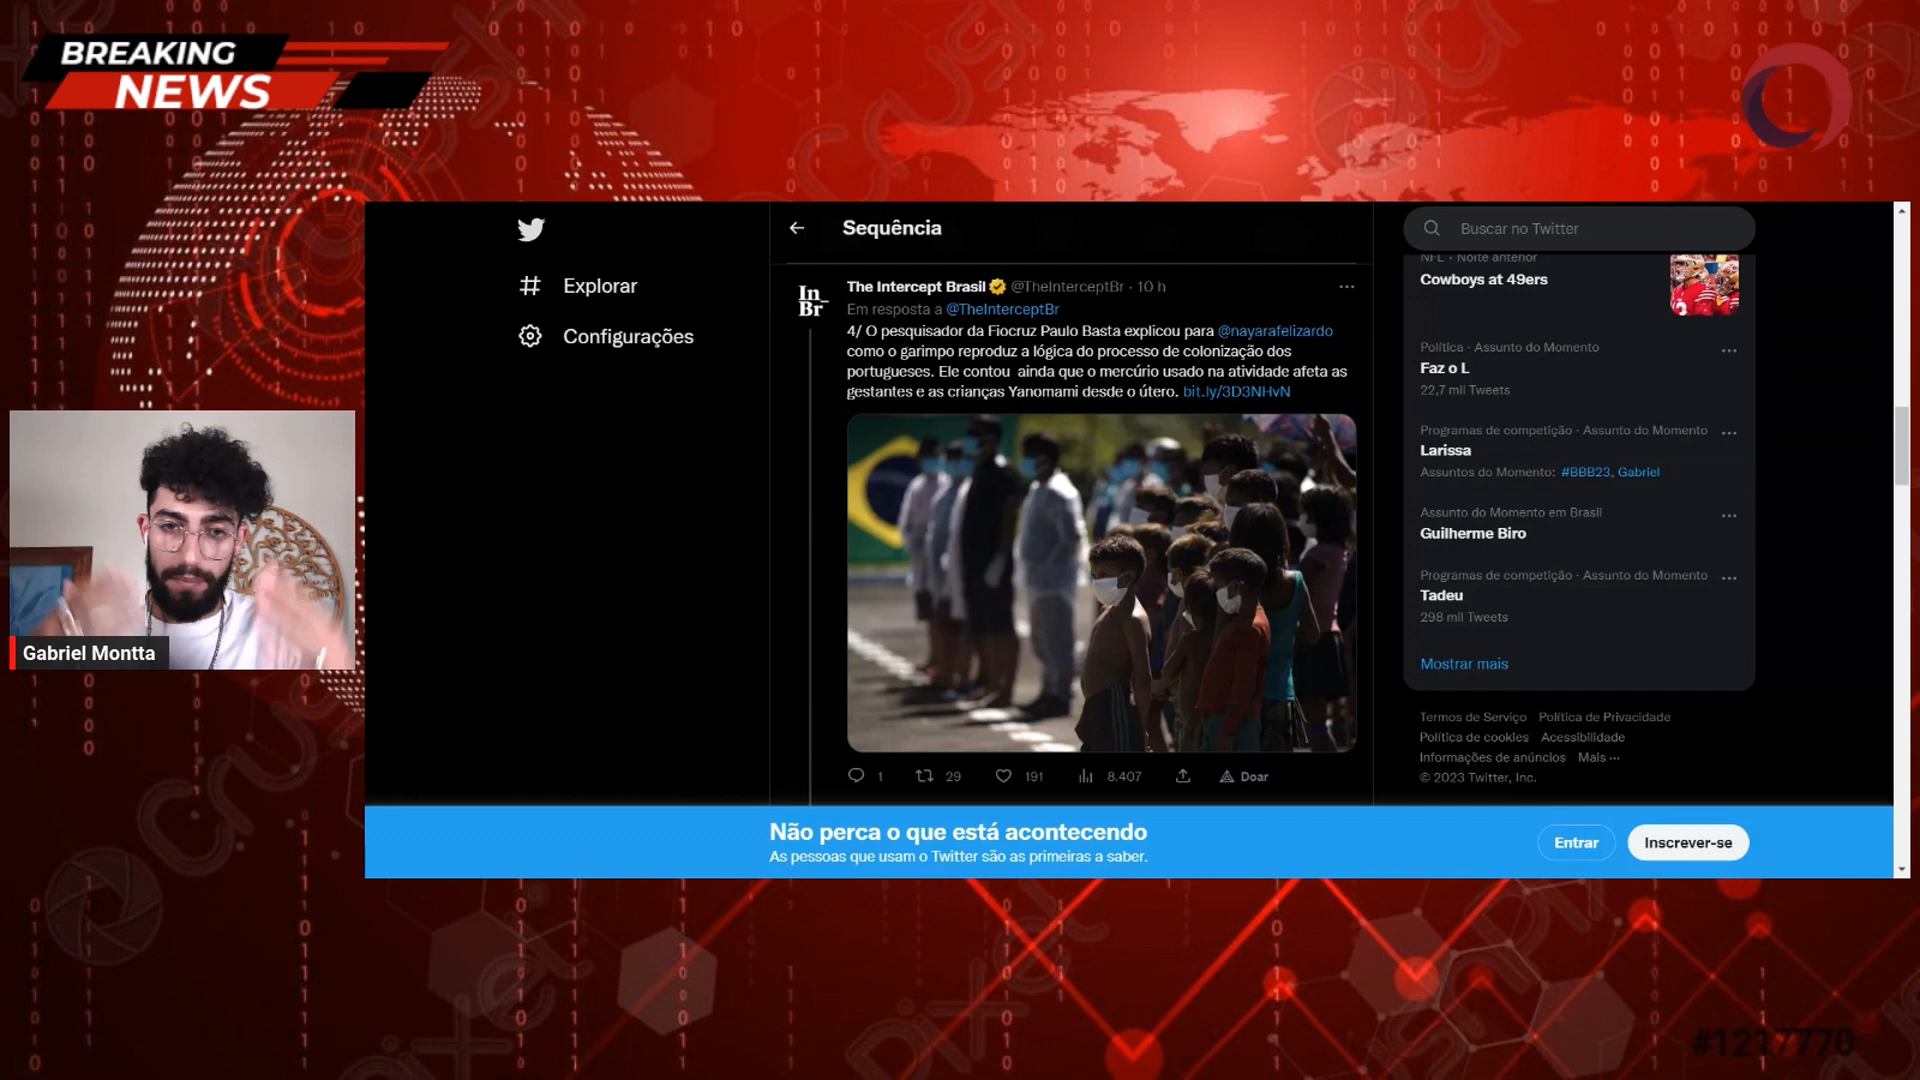 BREAKING
NEWS
Gabriel Montta
Explorar
Configurações
Sequência
In_
Br
The Intercept Brasil @TheInterceptBr · 10 h
Em resposta a @TheInterceptBr
4/ O pesquisador da Fiocruz Paulo Basta explicou para @nayarafelizardo
como o garimpo reproduz a lógica do processo de colonização dos
portugueses. Ele contou ainda que o mercúrio usado na atividade afeta as
gestantes e as crianças Yanomami desde o útero. bit.ly/3D3NHvN
1 29 191 8.407 Doar
Buscar no Twitter
NFL · Noite anterior
Cowboys at 49ers
Política · Assunto do Momento
Faz o L
22,7 mil Tweets
Programas de competição · Assunto do Momento
Larissa
Assuntos do Momento: #BBB23, Gabriel
Assunto do Momento em Brasil
Guilherme Biro
Programas de competição · Assunto do Momento
Tadeu
298 mil Tweets
Mostrar mais
Termos de Serviço Política de Privacidade
Política de cookies Acessibilidade
Informações de anúncios Mais ···
© 2023 Twitter, Inc.
Não perca o que está acontecendo
As pessoas que usam o Twitter são as primeiras a saber.
Entrar
Inscrever-se
#1217770